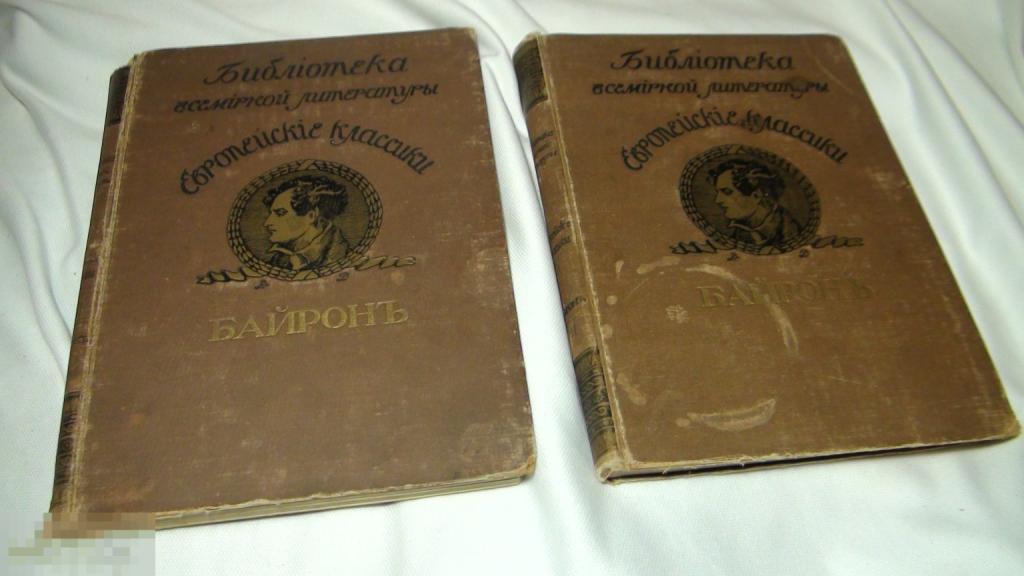 Библіотека
всемірной литературы
Европейскіе классики
БАЙРОНЪ
Библіотека
всемірной литературы
Европейскіе классики
БАЙРОНЪ